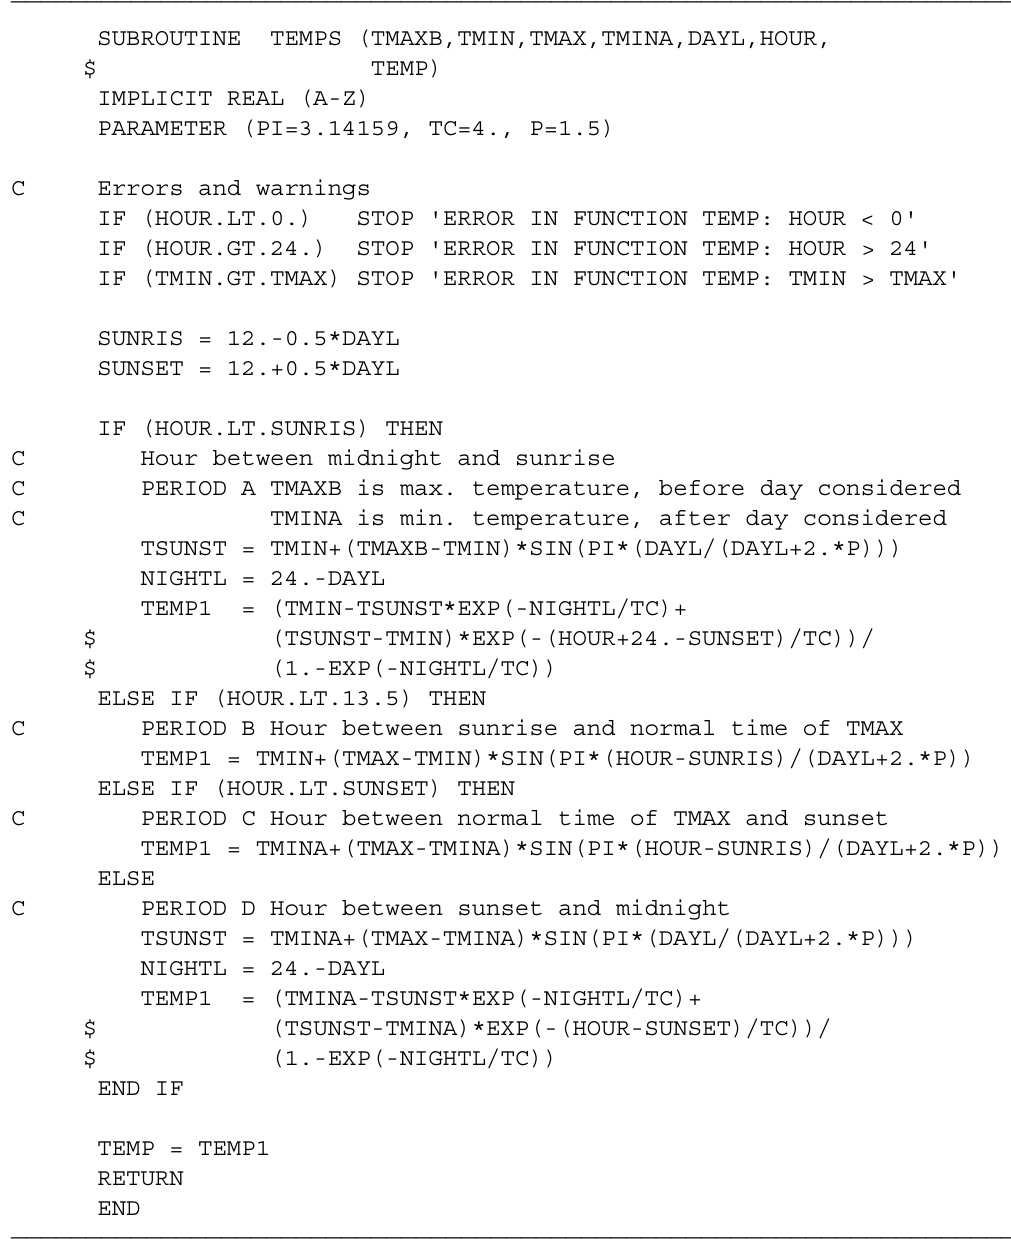 SUBROUTINE  TEMPS (TMAXB,TMIN,TMAX,TMINA,DAYL,HOUR,
$                   TEMP)
IMPLICIT REAL (A-Z)
PARAMETER (PI=3.14159, TC=4., P=1.5)
C     Errors and warnings
IF (HOUR.LT.0.)   STOP 'ERROR IN FUNCTION TEMP: HOUR < 0'
IF (HOUR.GT.24.)  STOP 'ERROR IN FUNCTION TEMP: HOUR > 24'
IF (TMIN.GT.TMAX) STOP 'ERROR IN FUNCTION TEMP: TMIN > TMAX'
SUNRIS = 12.-0.5*DAYL
SUNSET = 12.+0.5*DAYL
IF (HOUR.LT.SUNRIS) THEN
C        Hour between midnight and sunrise
C        PERIOD A TMAXB is max. temperature, before day considered
C                 TMINA is min. temperature, after day considered
TSUNST = TMIN+(TMAXB-TMIN)*SIN(PI*(DAYL/(DAYL+2.*P)))
NIGHTL = 24.-DAYL
TEMP1  = (TMIN-TSUNST*EXP(-NIGHTL/TC)+
$            (TSUNST-TMIN)*EXP(-(HOUR+24.-SUNSET)/TC))/
$            (1.-EXP(-NIGHTL/TC))
ELSE IF (HOUR.LT.13.5) THEN
C        PERIOD B Hour between sunrise and normal time of TMAX
TEMP1 = TMIN+(TMAX-TMIN)*SIN(PI*(HOUR-SUNRIS)/(DAYL+2.*P))
ELSE IF (HOUR.LT.SUNSET) THEN
C        PERIOD C Hour between normal time of TMAX and sunset
TEMP1 = TMINA+(TMAX-TMINA)*SIN(PI*(HOUR-SUNRIS)/(DAYL+2.*P))
ELSE
C        PERIOD D Hour between sunset and midnight
TSUNST = TMINA+(TMAX-TMINA)*SIN(PI*(DAYL/(DAYL+2.*P)))
NIGHTL = 24.-DAYL
TEMP1  = (TMINA-TSUNST*EXP(-NIGHTL/TC)+
$            (TSUNST-TMINA)*EXP(-(HOUR-SUNSET)/TC))/
$            (1.-EXP(-NIGHTL/TC))
END IF
TEMP = TEMP1
RETURN
END